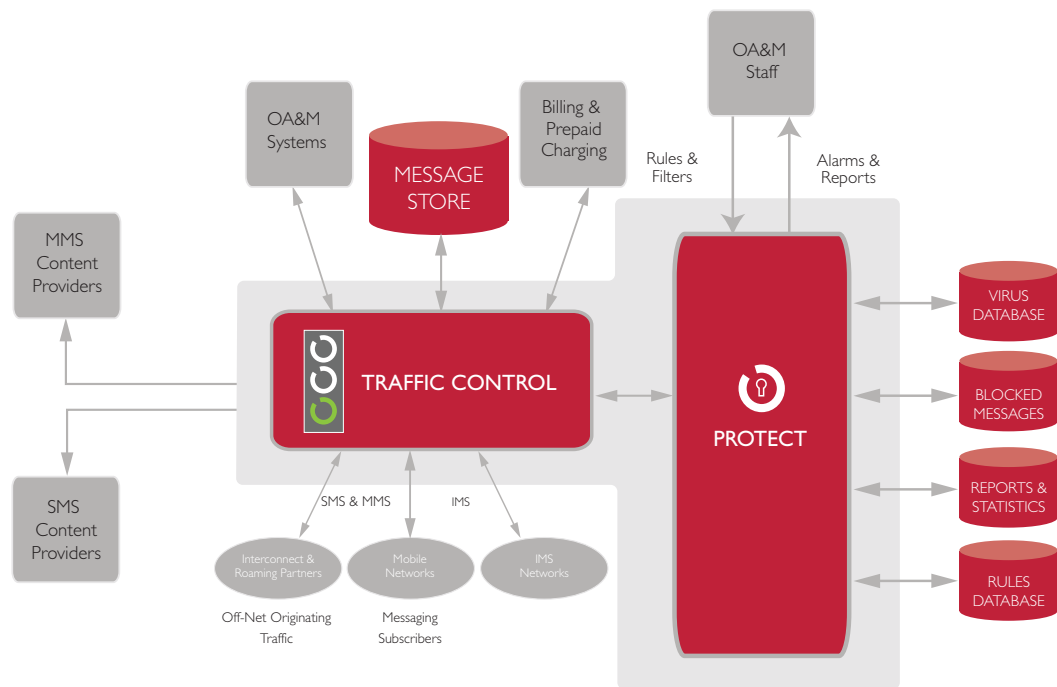 OA&M
Staff
OA&M
Systems
MESSAGE
STORE
Billing &
Prepaid
Charging
Rules &
Filters
Alarms &
Reports
MMS
Content
Providers
TRAFFIC CONTROL
PROTECT
VIRUS
DATABASE
BLOCKED
MESSAGES
REPORTS &
STATISTICS
RULES
DATABASE
SMS
Content
Providers
SMS & MMS
IMS
Interconnect &
Roaming Partners
Mobile
Networks
IMS
Networks
Off-Net Originating
Traffic
Messaging
Subscribers